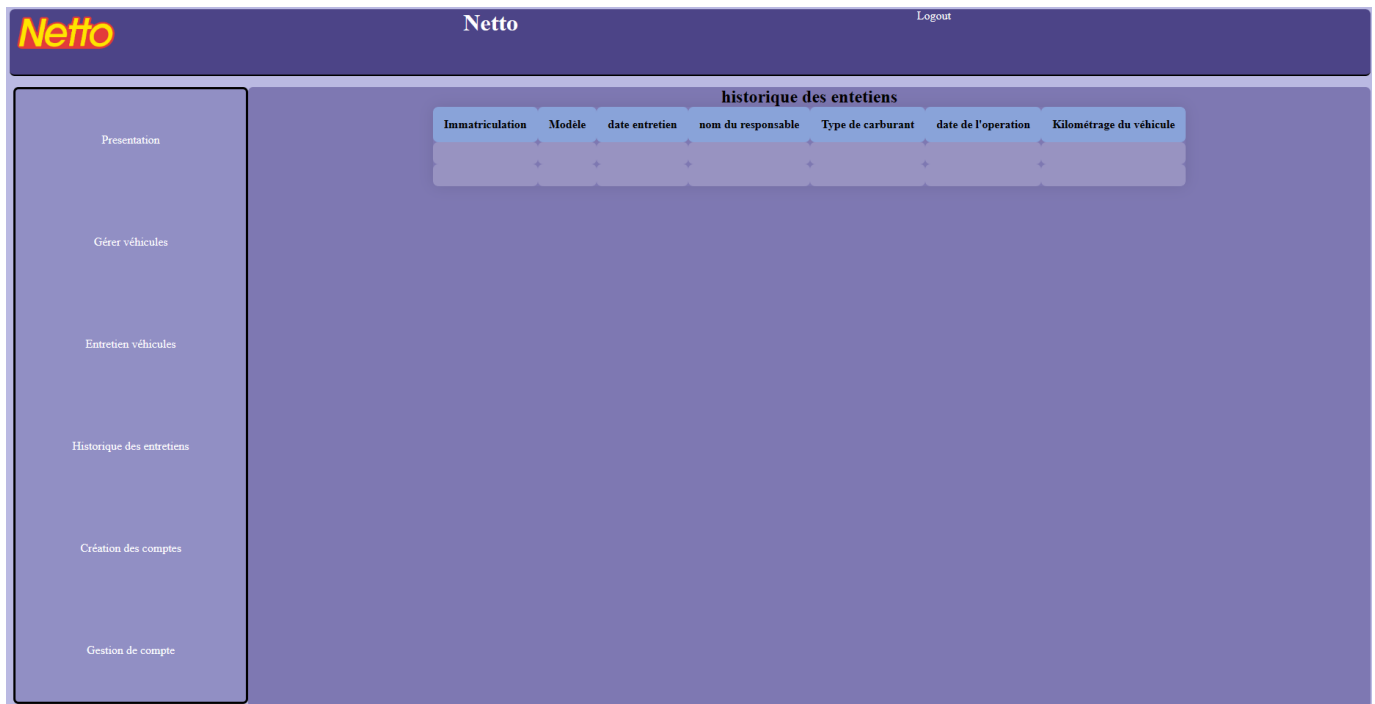 Netto
Netto
Logout
historique des entetiens
Immatriculation Modèle date entretien nom du responsable Type de carburant date de l'operation Kilométrage du véhicule
Presentation
Gérer véhicules
Entretien véhicules
Historique des entretiens
Création des comptes
Gestion de compte